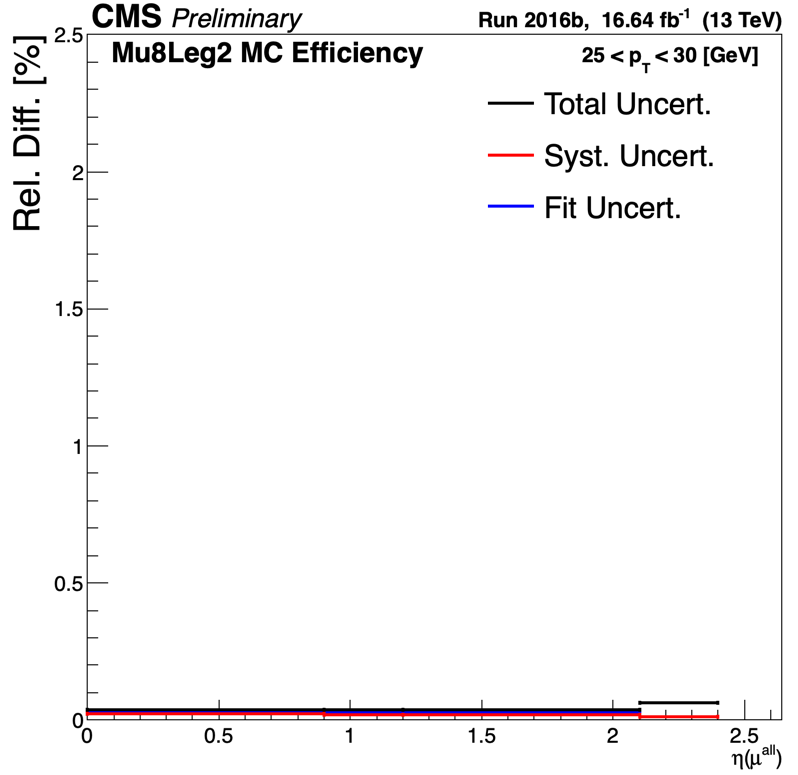 CMS Preliminary
Run 2016b, 16.64 fb⁻¹ (13 TeV)
Mu8Leg2 MC Efficiency
25 < p_T < 30 [GeV]
Total Uncert.
Syst. Uncert.
Fit Uncert.
Rel. Diff. [%]
2.5
2
1.5
1
0.5
0
0 0.5 1 1.5 2 2.5
η(μ^all)